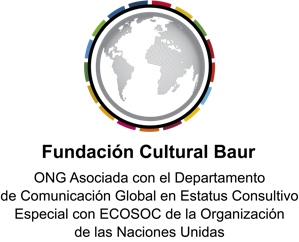 Fundación Cultural Baur
ONG Asociada con el Departamento
de Comunicación Global en Estatus Consultivo
Especial con ECOSOC de la Organización
de las Naciones Unidas